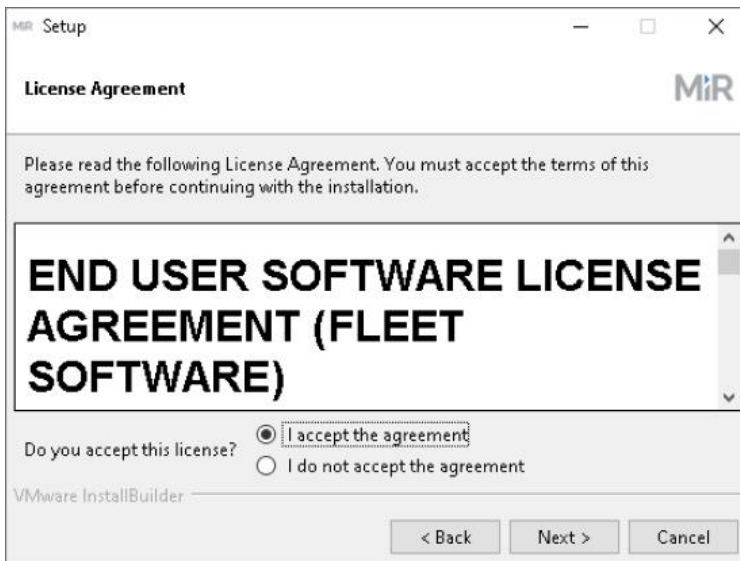 MiR Setup
License Agreement
MiR
Please read the following License Agreement. You must accept the terms of this
agreement before continuing with the installation.
END USER SOFTWARE LICENSE
AGREEMENT (FLEET
SOFTWARE)
Do you accept this license?
I accept the agreement
I do not accept the agreement
VMware InstallBuilder
< Back Next > Cancel